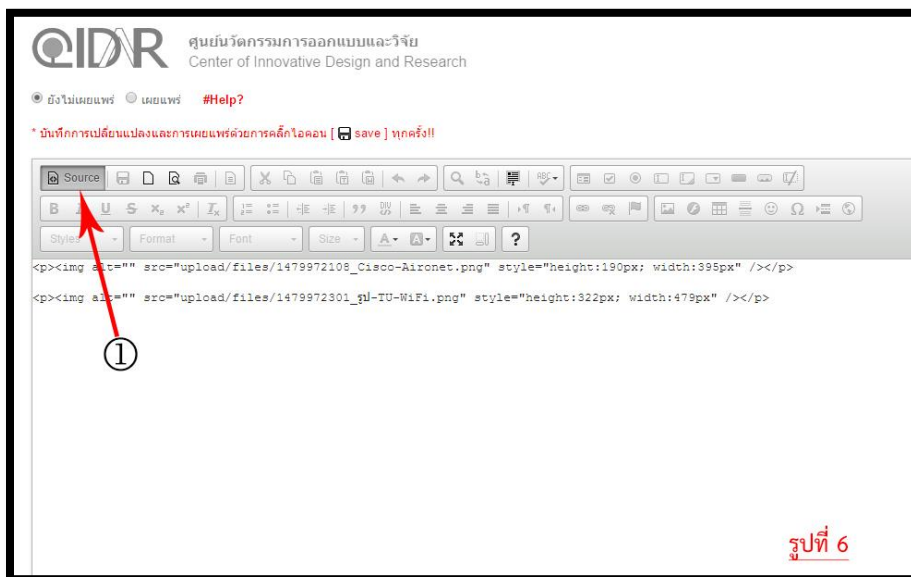 CIDAR
ศูนย์นวัตกรรมการออกแบบและวิจัย
Center of Innovative Design and Research
ยังไม่เผยแพร่ เผยแพร่ #Help?
* บันทึกการเปลี่ยนแปลงและการเผยแพร่ด้วยการคลิ๊กไอคอน [ save ] ทุกครั้ง!!
Source
B I U S x₂ x² Iₓ
Styles Format Font Size A A ?
<p><img alt="" src="upload/files/1479972108_Cisco-Aironet.png" style="height:190px; width:395px" /></p>
<p><img alt="" src="upload/files/1479972301_รูป-TU-WiFi.png" style="height:322px; width:479px" /></p>
①
รูปที่ 6